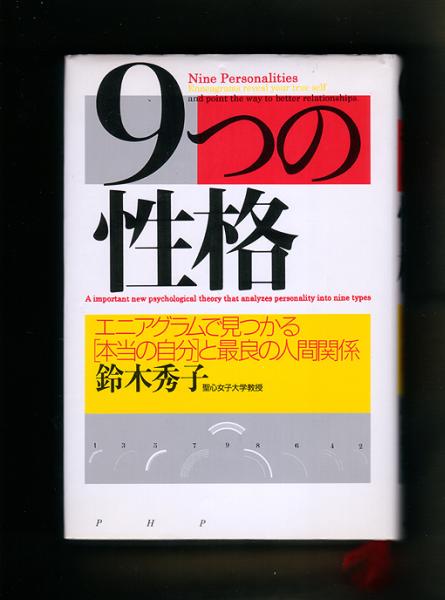 Nine Personalities
Enneagrams reveal your true self
and point the way to better relationships.
9つの
性格
A important new psychological theory that analyzes personality into nine types
エニアグラムで見つかる
[本当の自分]と最良の人間関係
鈴木秀子 聖心女子大学教授
1 3 5 7 9 8 6 4 2
P H P